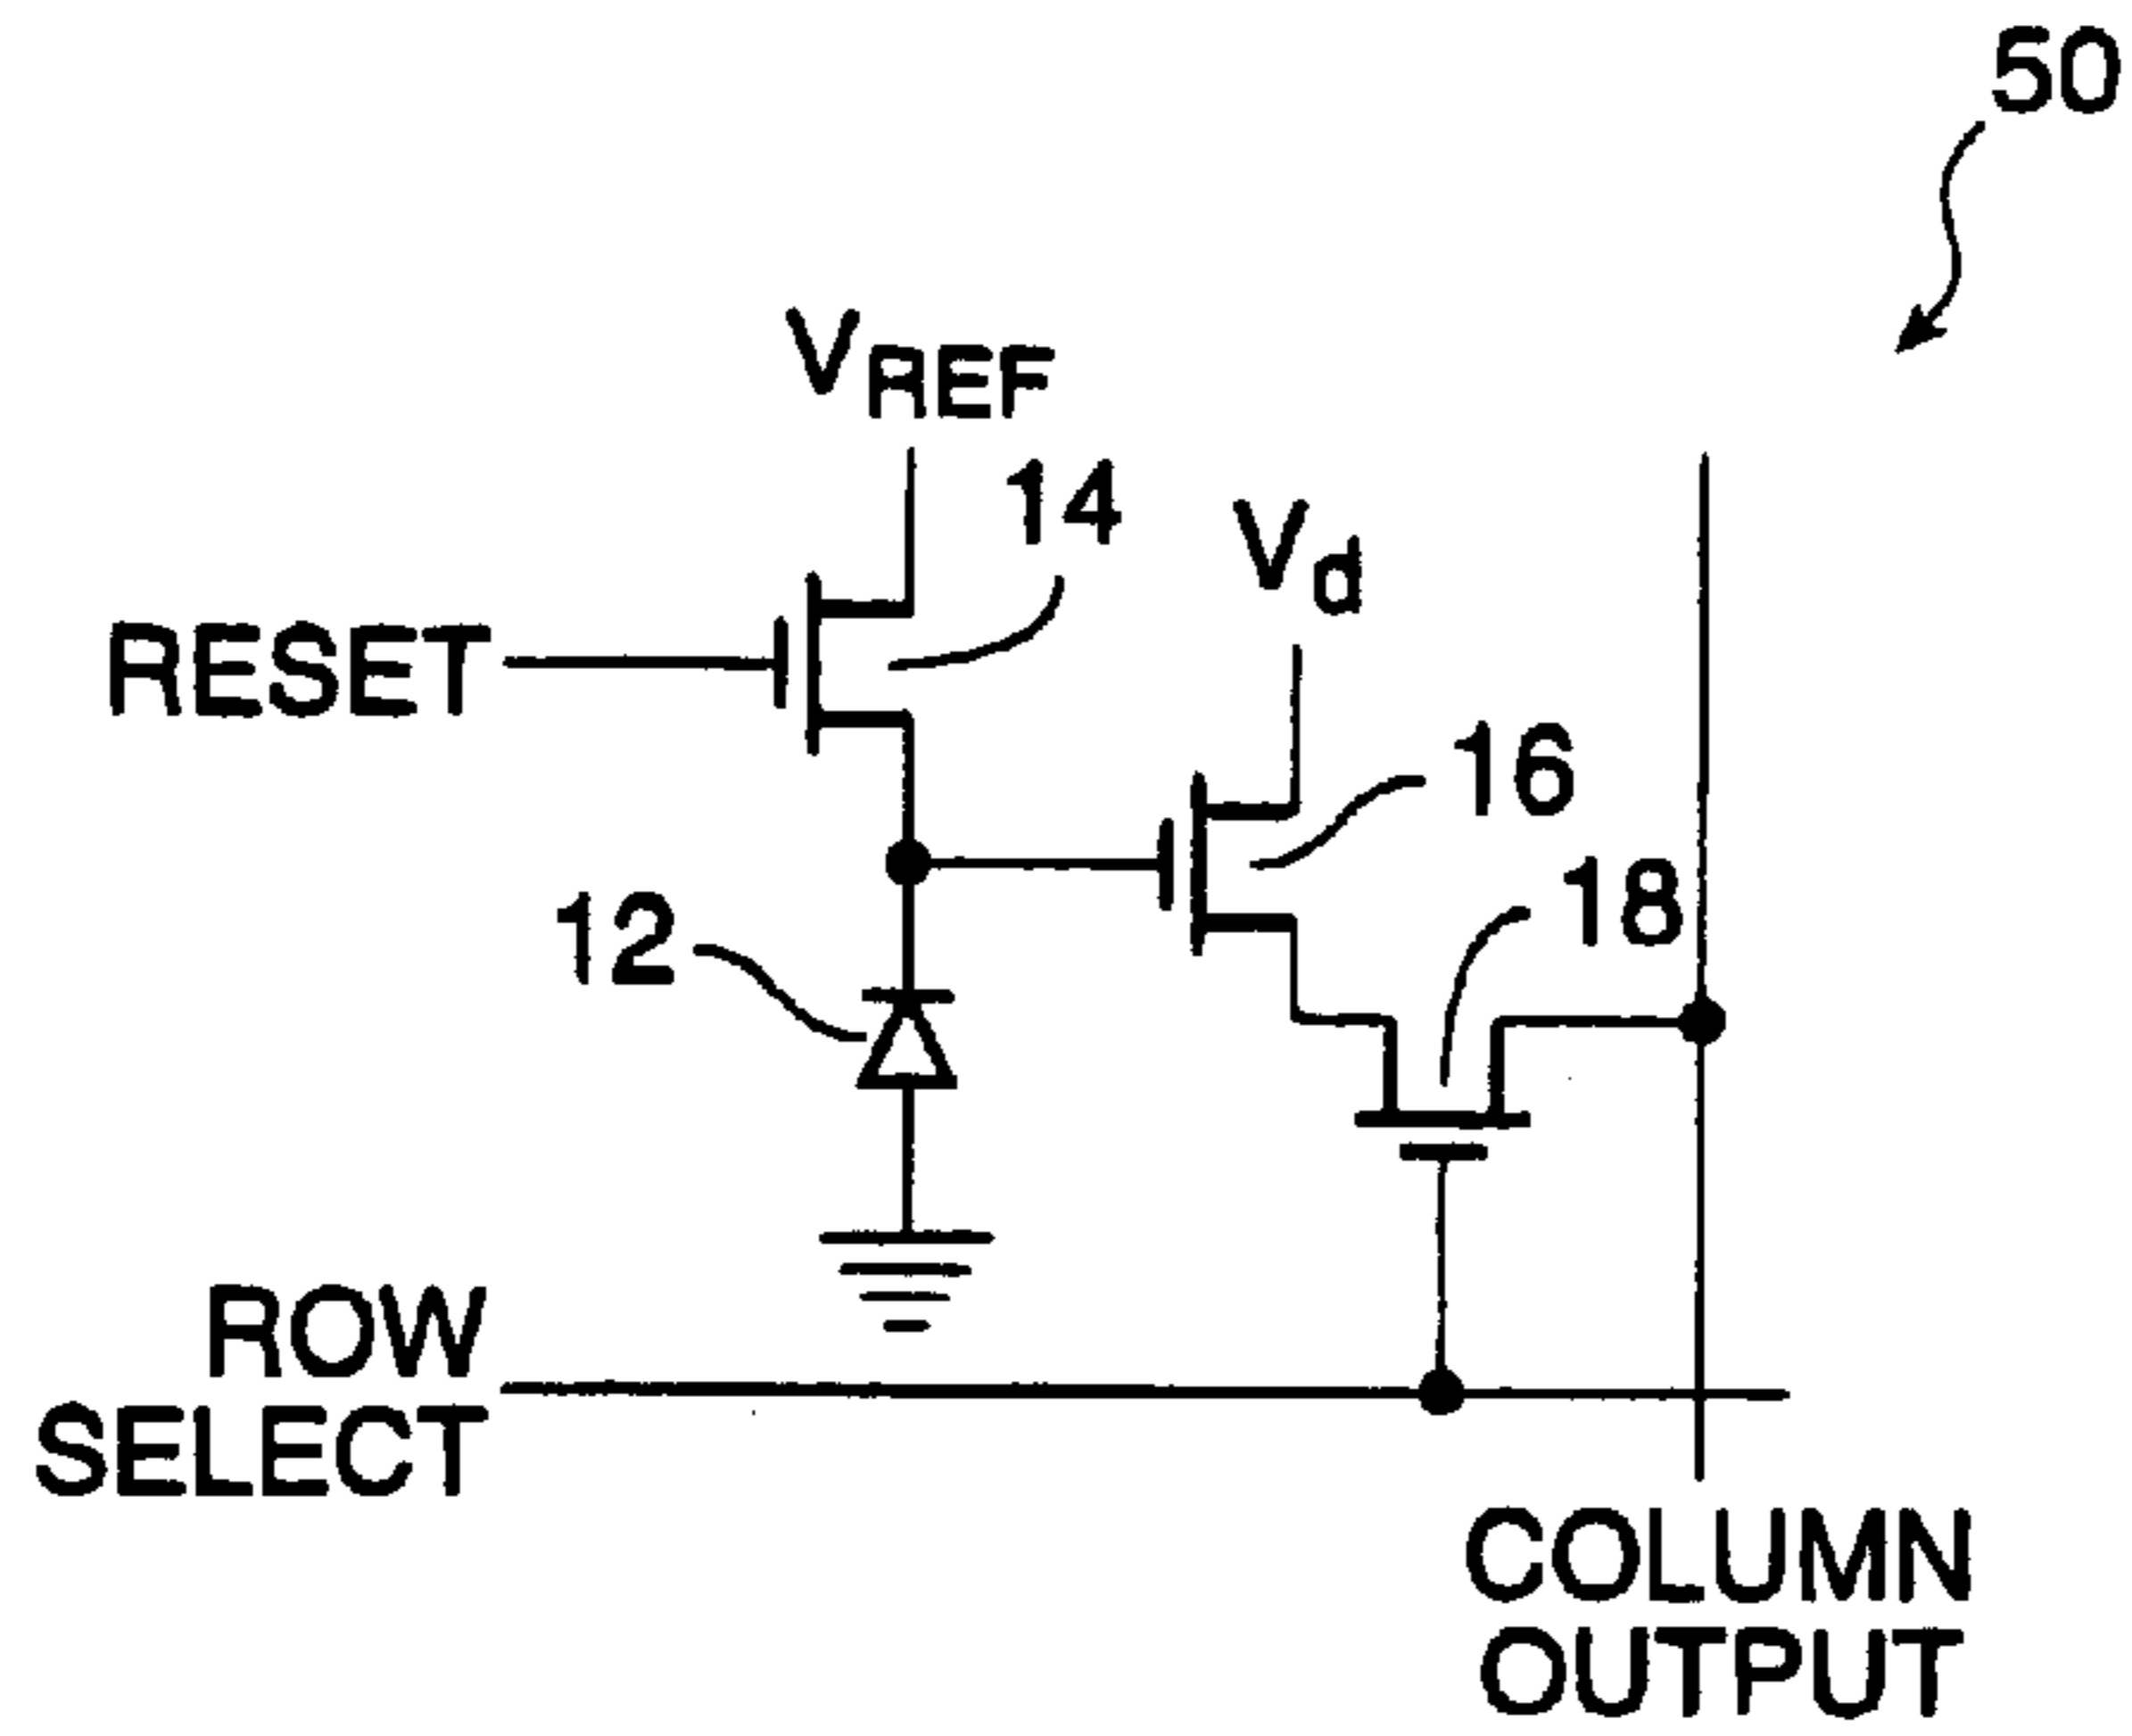 50
VREF
14
Vd
RESET
16
18
12
ROW
SELECT
COLUMN
OUTPUT